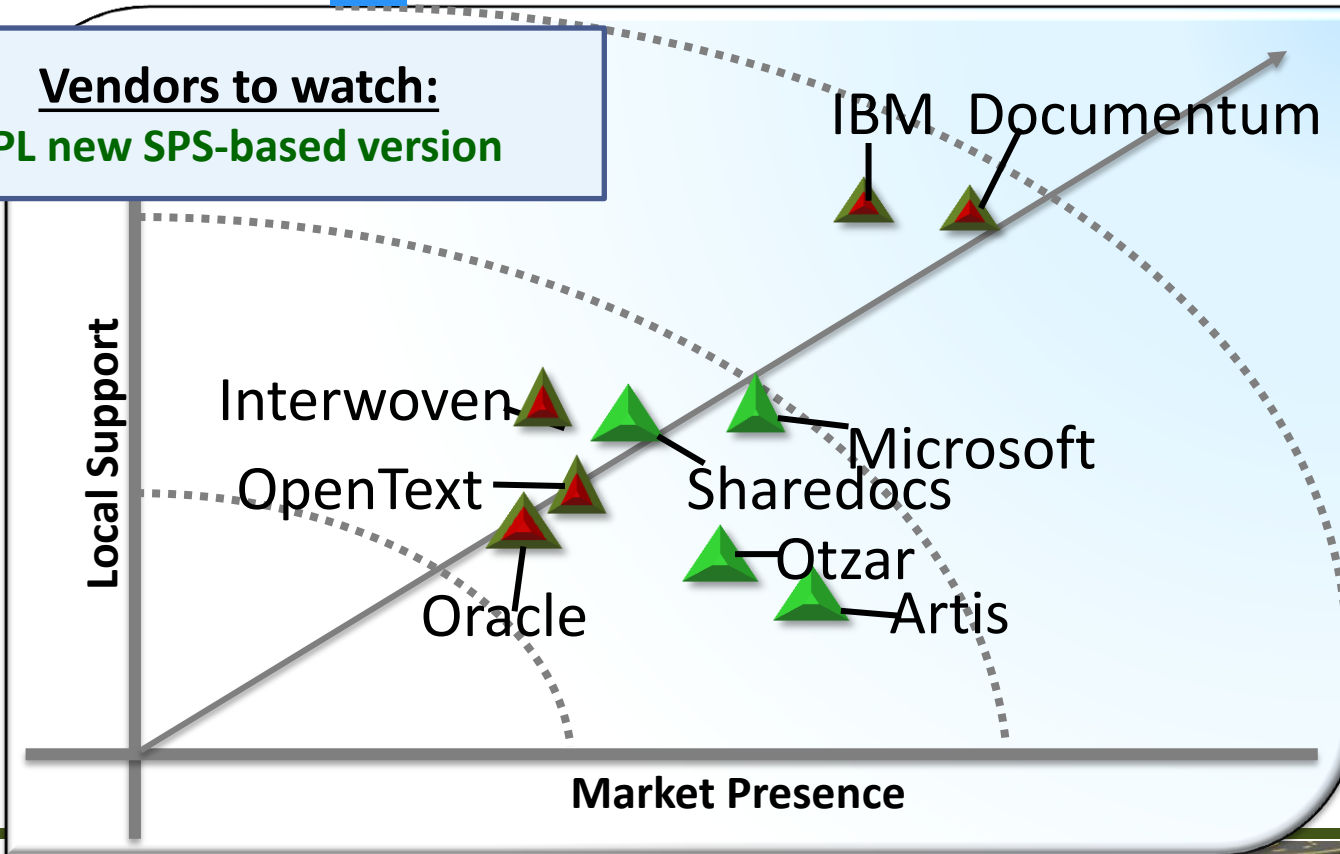 Vendors to watch:
PL new SPS-based version
IBM Documentum
Local Support
Interwoven
Microsoft
OpenText
Sharedocs
Otzar
Oracle
Artis
Market Presence